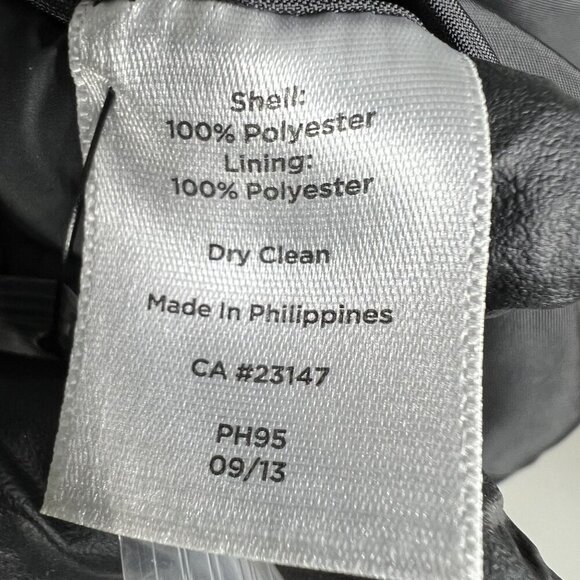 Shell:
100% Polyester
Lining:
100% Polyester
Dry Clean
Made In Philippines
CA #23147
PH95
09/13